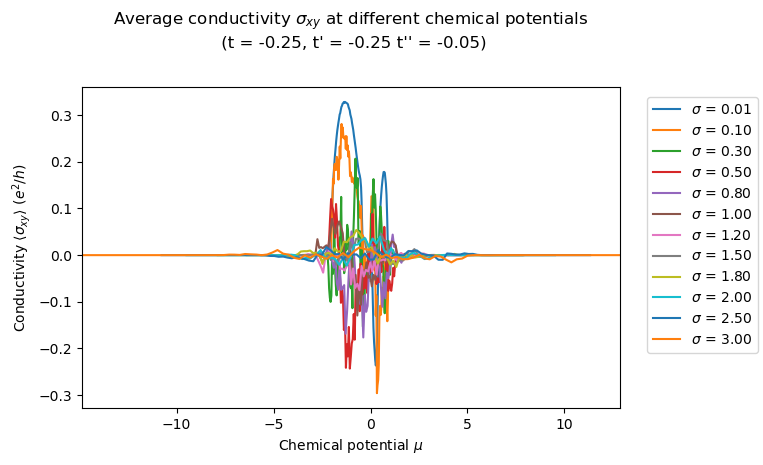 Average conductivity σxy at different chemical potentials
(t = -0.25, t' = -0.25 t'' = -0.05)
Conductivity ⟨σxy⟩ (e²/h)
0.3
0.2
0.1
0.0
−0.1
−0.2
−0.3
−10
−5
0
5
10
Chemical potential μ
σ = 0.01
σ = 0.10
σ = 0.30
σ = 0.50
σ = 0.80
σ = 1.00
σ = 1.20
σ = 1.50
σ = 1.80
σ = 2.00
σ = 2.50
σ = 3.00